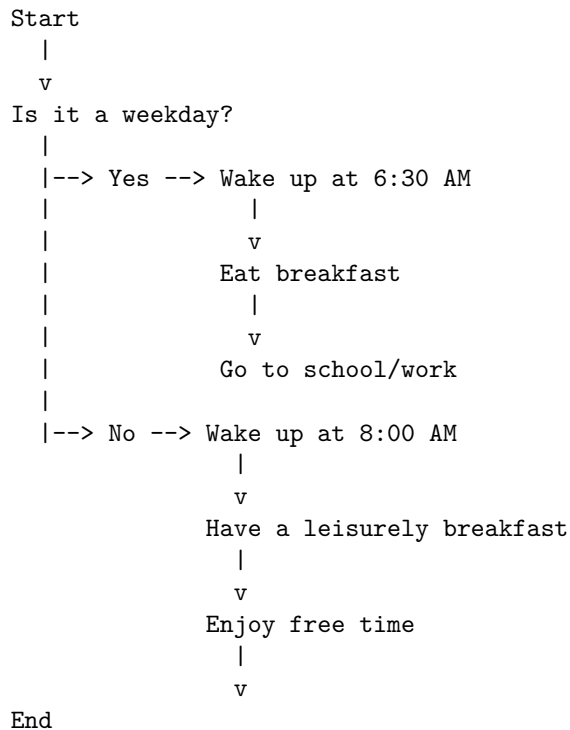 Start
|
v
Is it a weekday?
|
|--> Yes --> Wake up at 6:30 AM
|              |
|              v
|            Eat breakfast
|              |
|              v
|            Go to school/work
|
|--> No --> Wake up at 8:00 AM
              |
              v
            Have a leisurely breakfast
              |
              v
            Enjoy free time
              |
              v
End